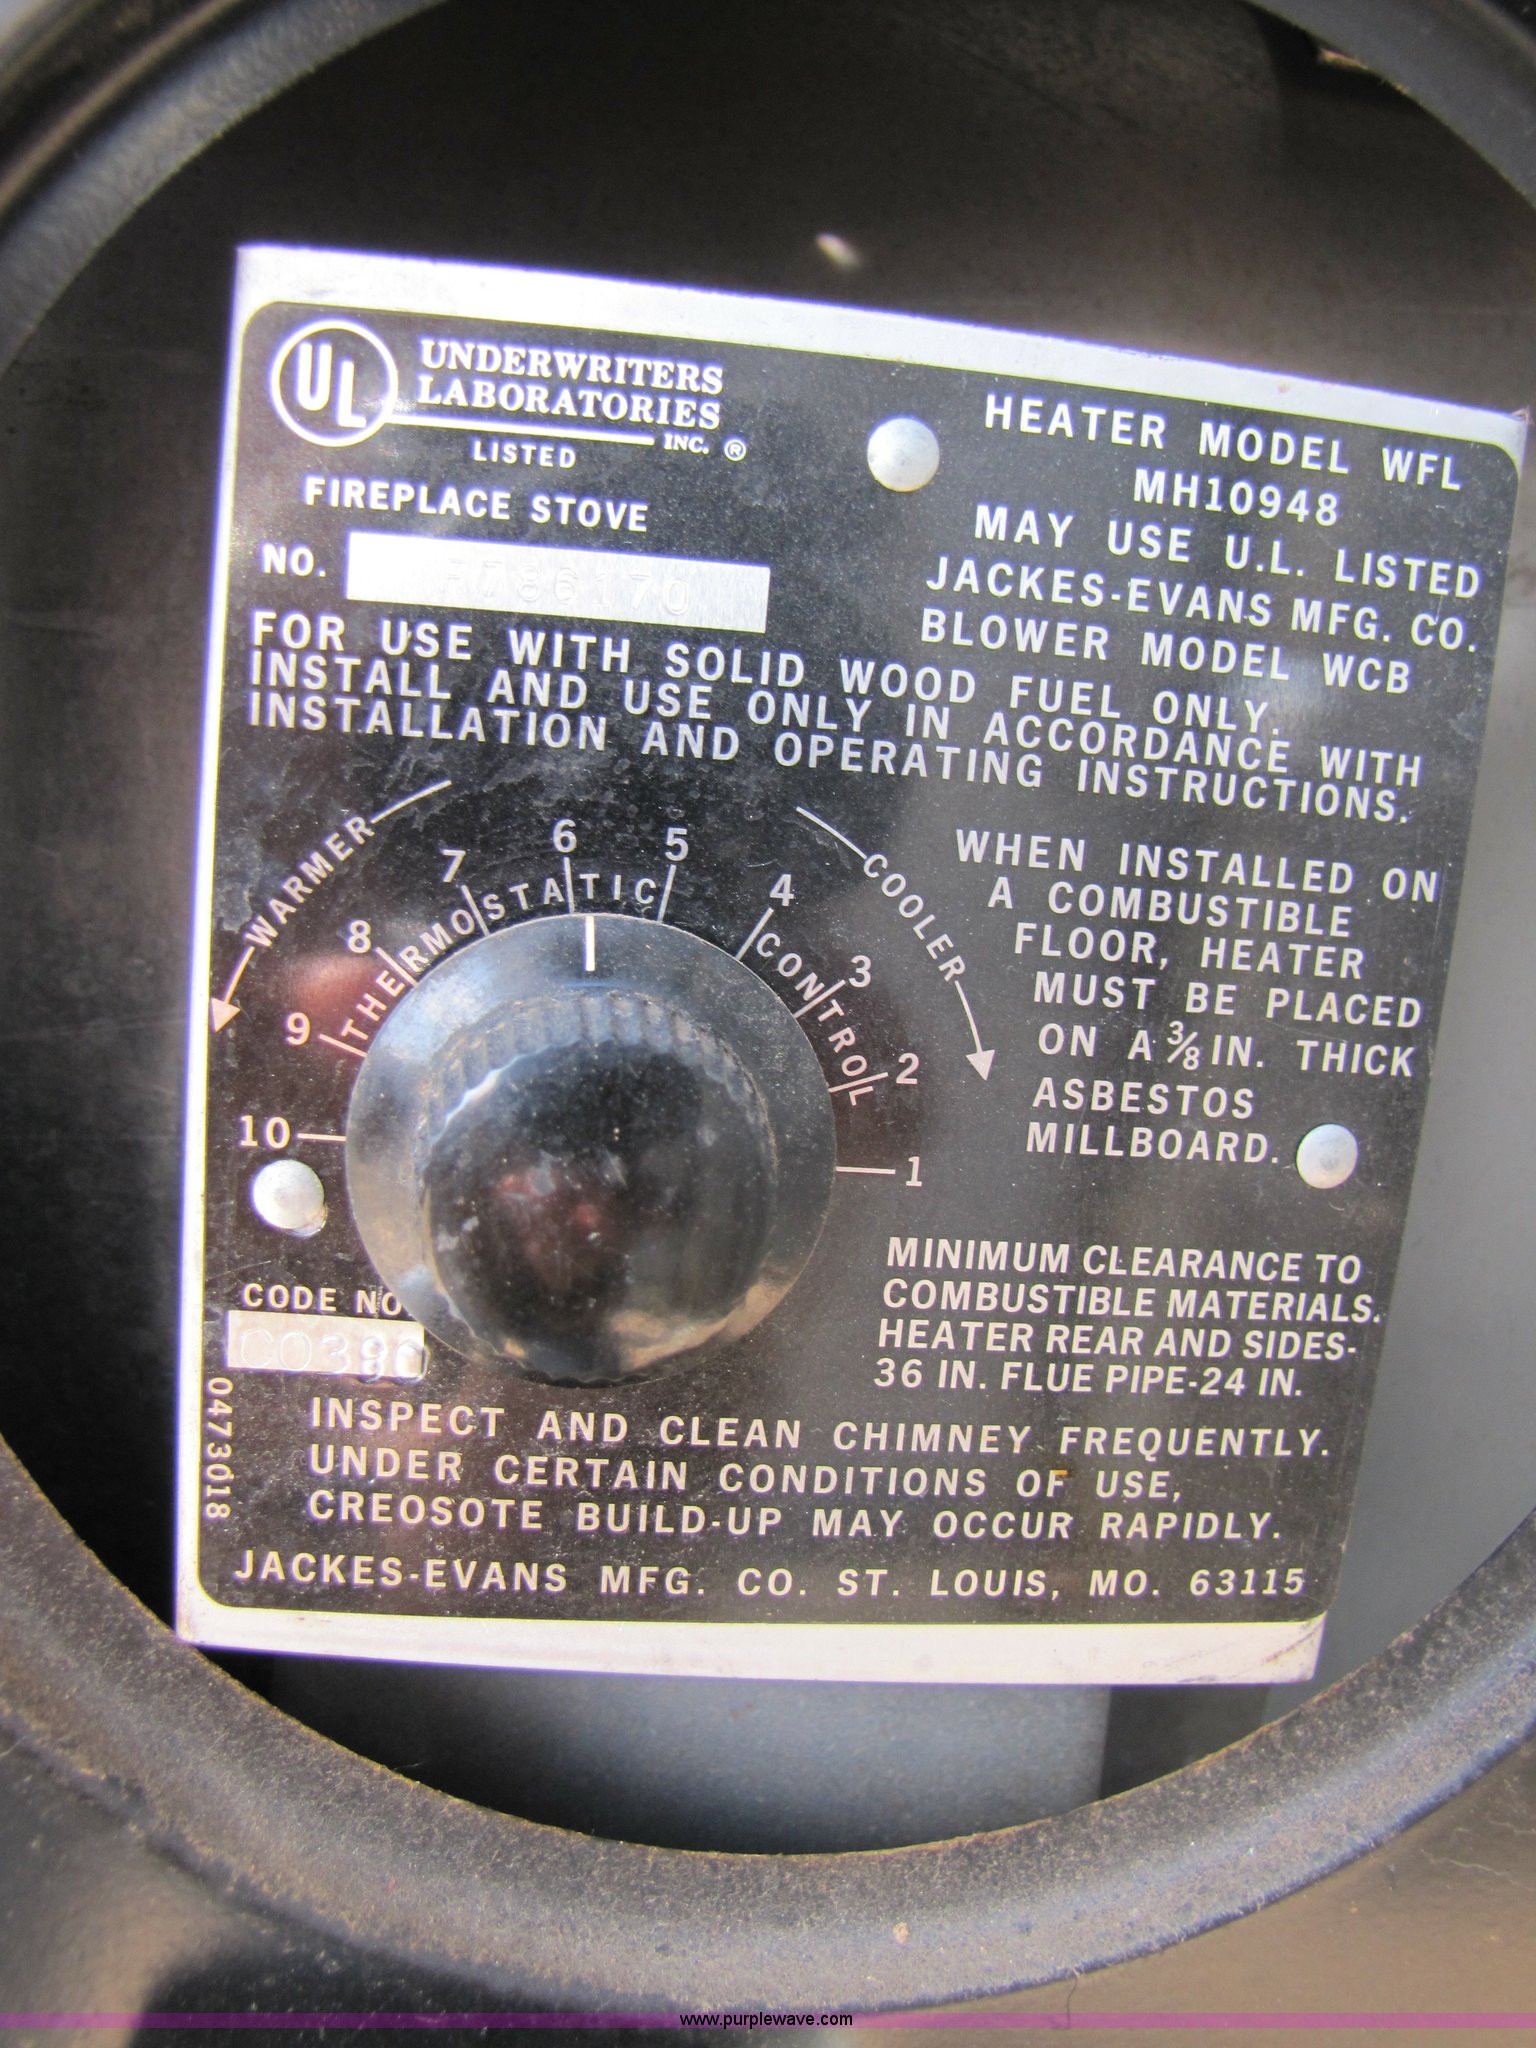 UL UNDERWRITERS
LABORATORIES
INC. ®
LISTED
FIREPLACE STOVE
NO. F786170
HEATER MODEL WFL
MH10948
MAY USE U.L. LISTED
JACKES-EVANS MFG. CO.
BLOWER MODEL WCB
FOR USE WITH SOLID WOOD FUEL ONLY.
INSTALL AND USE ONLY IN ACCORDANCE WITH
INSTALLATION AND OPERATING INSTRUCTIONS.
WARMER
COOLER
THERMOSTATIC CONTROL
10 9 8 7 6 5 4 3 2 1
WHEN INSTALLED ON
A COMBUSTIBLE
FLOOR, HEATER
MUST BE PLACED
ON A 3/8 IN. THICK
ASBESTOS
MILLBOARD.
MINIMUM CLEARANCE TO
COMBUSTIBLE MATERIALS.
HEATER REAR AND SIDES-
36 IN. FLUE PIPE-24 IN.
CODE NO
C0380
0473018
INSPECT AND CLEAN CHIMNEY FREQUENTLY.
UNDER CERTAIN CONDITIONS OF USE,
CREOSOTE BUILD-UP MAY OCCUR RAPIDLY.
JACKES-EVANS MFG. CO. ST. LOUIS, MO. 63115
www.purplewave.com